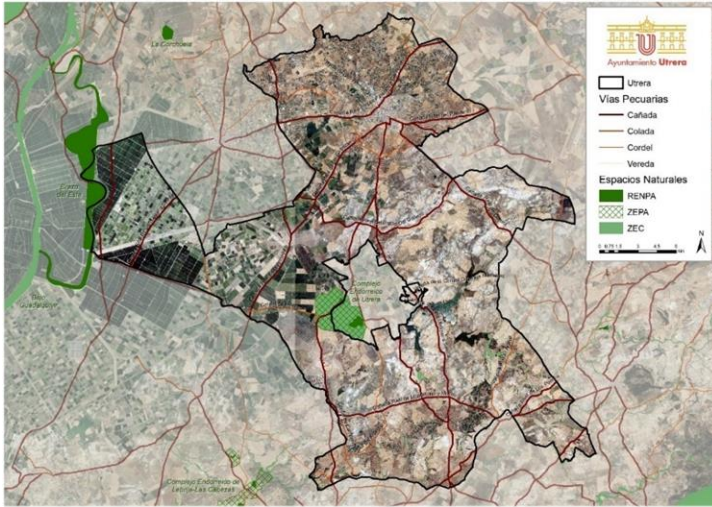 La Corchuela
Brazo
del Este
Complejo
Endorreico
de Utrera
Complejo Endorreico de
Lebrija-Las Cabezas
Ayuntamiento Utrera
Utrera
Vías Pecuarias
Cañada
Colada
Cordel
Vereda
Espacios Naturales
RENPA
ZEPA
ZEC
N